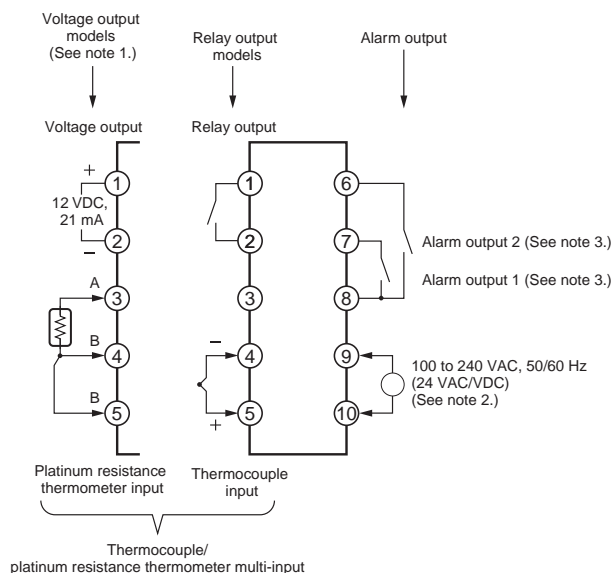 Voltage output
models
(See note 1.)
Relay output
models
Alarm output
Voltage output
Relay output
+
12 VDC,
21 mA
−
A
B
B
1
2
3
4
5
1
2
3
4
5
−
+
6
7
8
9
10
Alarm output 2 (See note 3.)
Alarm output 1 (See note 3.)
100 to 240 VAC, 50/60 Hz
(24 VAC/VDC)
(See note 2.)
Platinum resistance
thermometer input
Thermocouple
input
Thermocouple/
platinum resistance thermometer multi-input